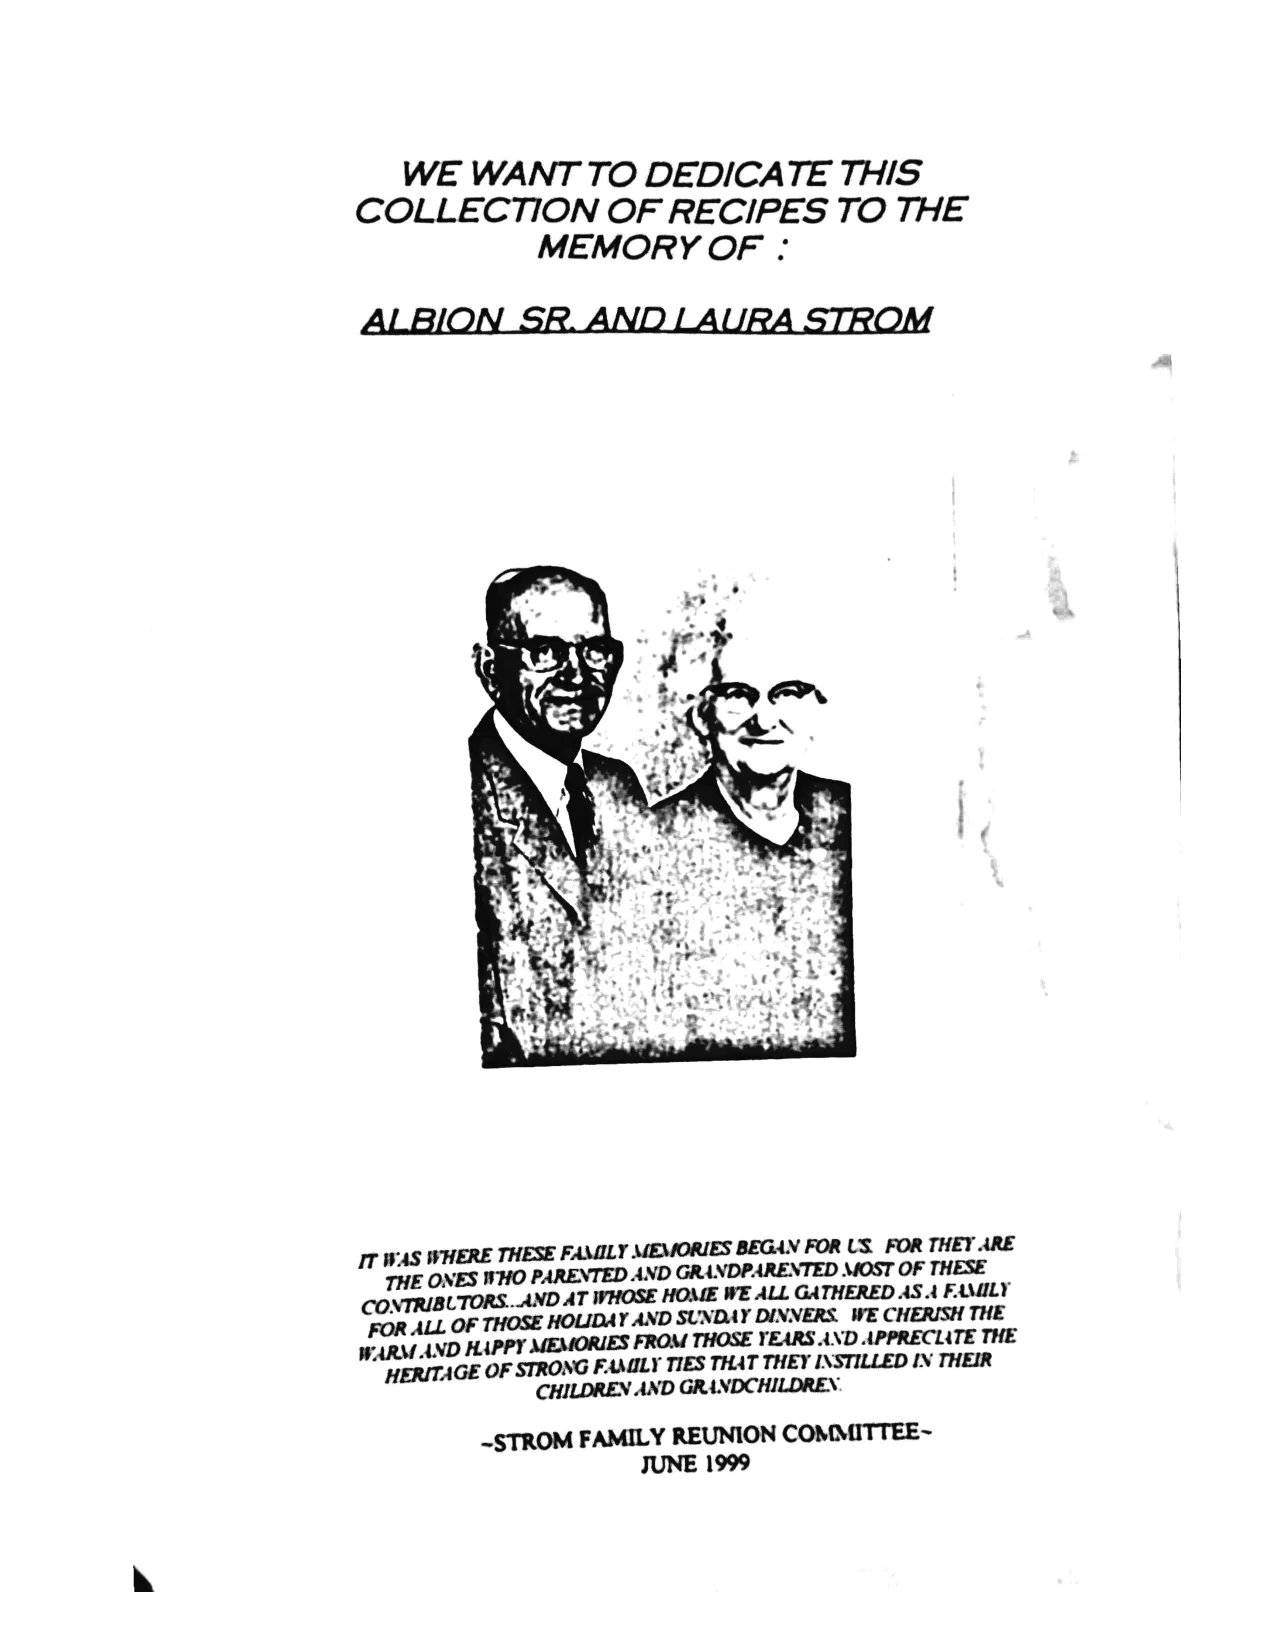 WE WANT TO DEDICATE THIS
COLLECTION OF RECIPES TO THE
MEMORY OF :
ALBION SR. AND LAURA STROM
IT WAS WHERE THESE FAMILY MEMORIES BEGAN FOR US. FOR THEY ARE
THE ONES WHO PARENTED AND GRANDPARENTED MOST OF THESE
CONTRIBUTORS...AND AT WHOSE HOME WE ALL GATHERED AS A FAMILY
FOR ALL OF THOSE HOLIDAY AND SUNDAY DINNERS. WE CHERISH THE
WARM AND HAPPY MEMORIES FROM THOSE YEARS AND APPRECIATE THE
HERITAGE OF STRONG FAMILY TIES THAT THEY INSTILLED IN THEIR
CHILDREN AND GRANDCHILDREN.
~STROM FAMILY REUNION COMMITTEE~
JUNE 1999